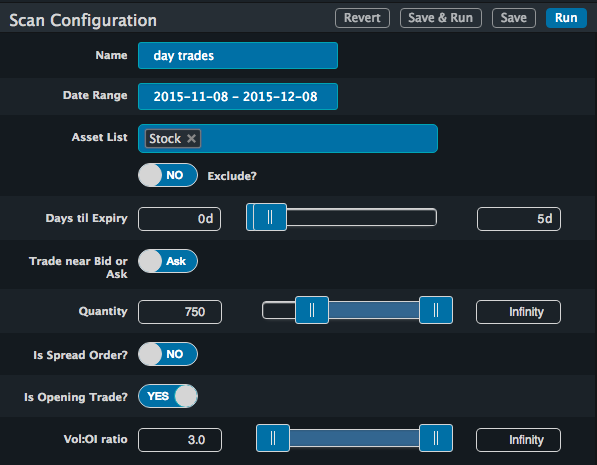 Scan Configuration Revert Save & Run Save Run
Name day trades
Date Range 2015-11-08 - 2015-12-08
Asset List Stock ×
NO Exclude?
Days til Expiry 0d 5d
Trade near Bid or Ask
Ask
Quantity 750 Infinity
Is Spread Order? NO
Is Opening Trade? YES
Vol:OI ratio 3.0 Infinity